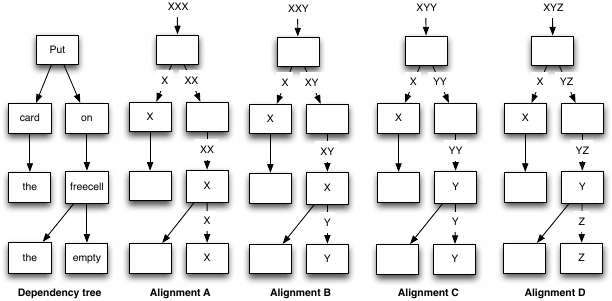 XXX XXY XYY XYZ
Put
X XX X XY X YY X YZ
card on X X X X
XX XY YY YZ
the freecell X X Y Y
X Y Y Z
the empty X Y Y Z
Dependency tree Alignment A Alignment B Alignment C Alignment D